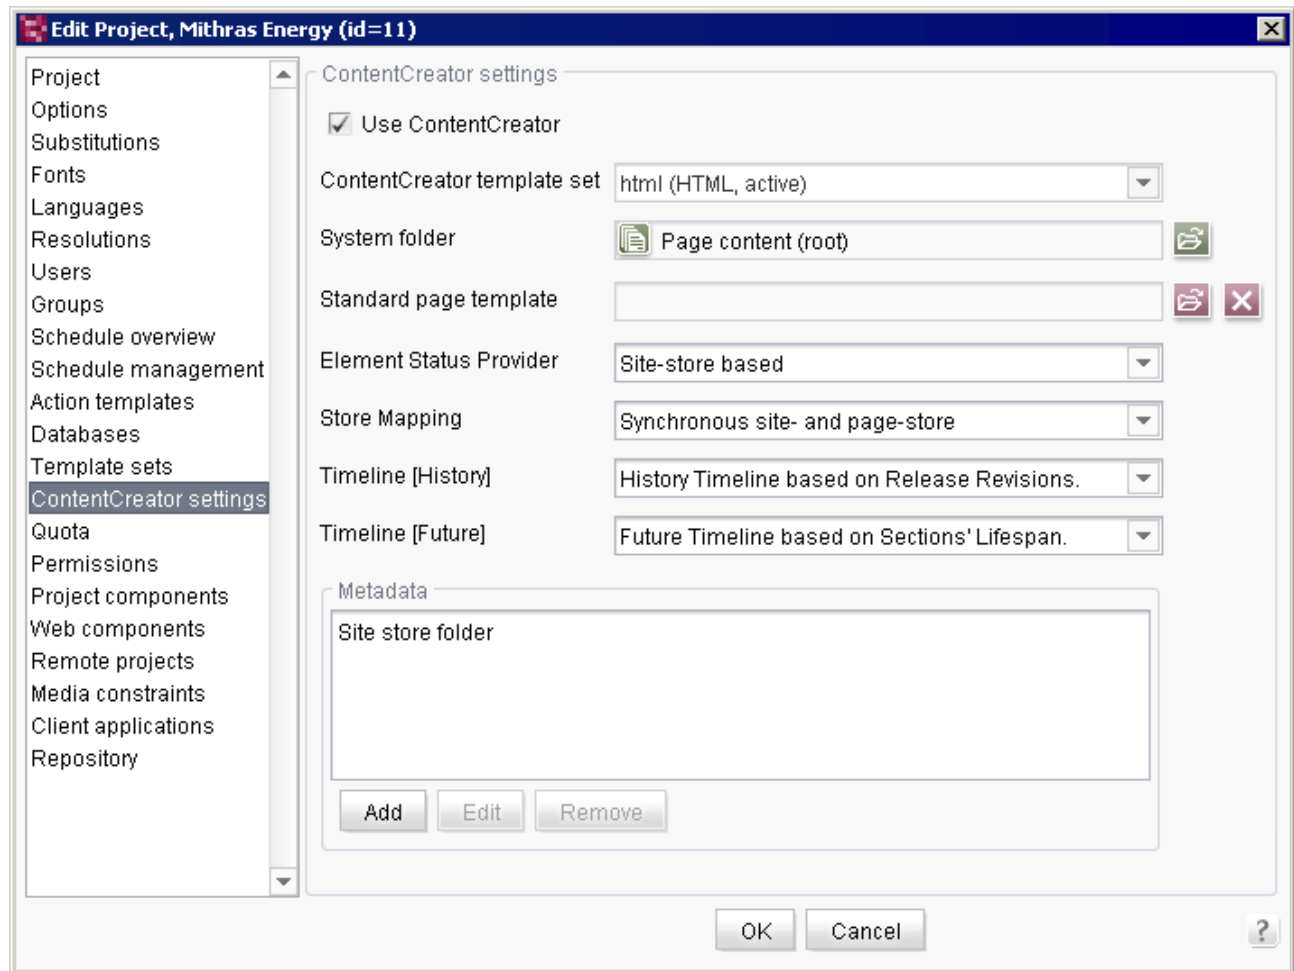 Edit Project, Mithras Energy (id=11)
Project
Options
Substitutions
Fonts
Languages
Resolutions
Users
Groups
Schedule overview
Schedule management
Action templates
Databases
Template sets
ContentCreator settings
Quota
Permissions
Project components
Web components
Remote projects
Media constraints
Client applications
Repository
ContentCreator settings
Use ContentCreator
ContentCreator template set html (HTML, active)
System folder Page content (root)
Standard page template
Element Status Provider Site-store based
Store Mapping Synchronous site- and page-store
Timeline [History] History Timeline based on Release Revisions.
Timeline [Future] Future Timeline based on Sections' Lifespan.
Metadata
Site store folder
Add Edit Remove
OK Cancel ?